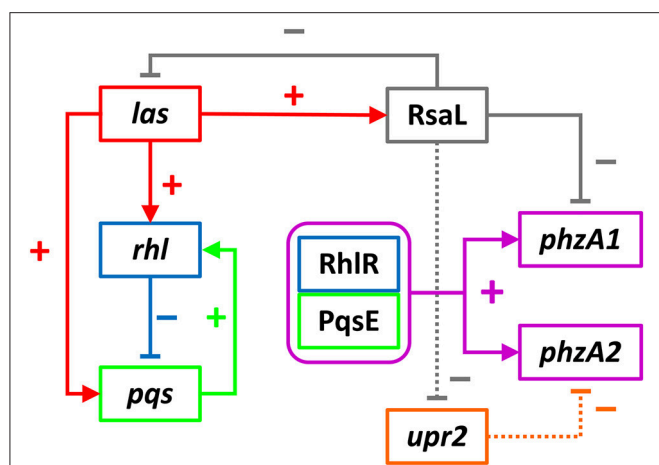 −
las
+
RsaL
+
−
+
rhl
RhlR
phzA1
−
+
PqsE
+
pqs
−
phzA2
−
upr2